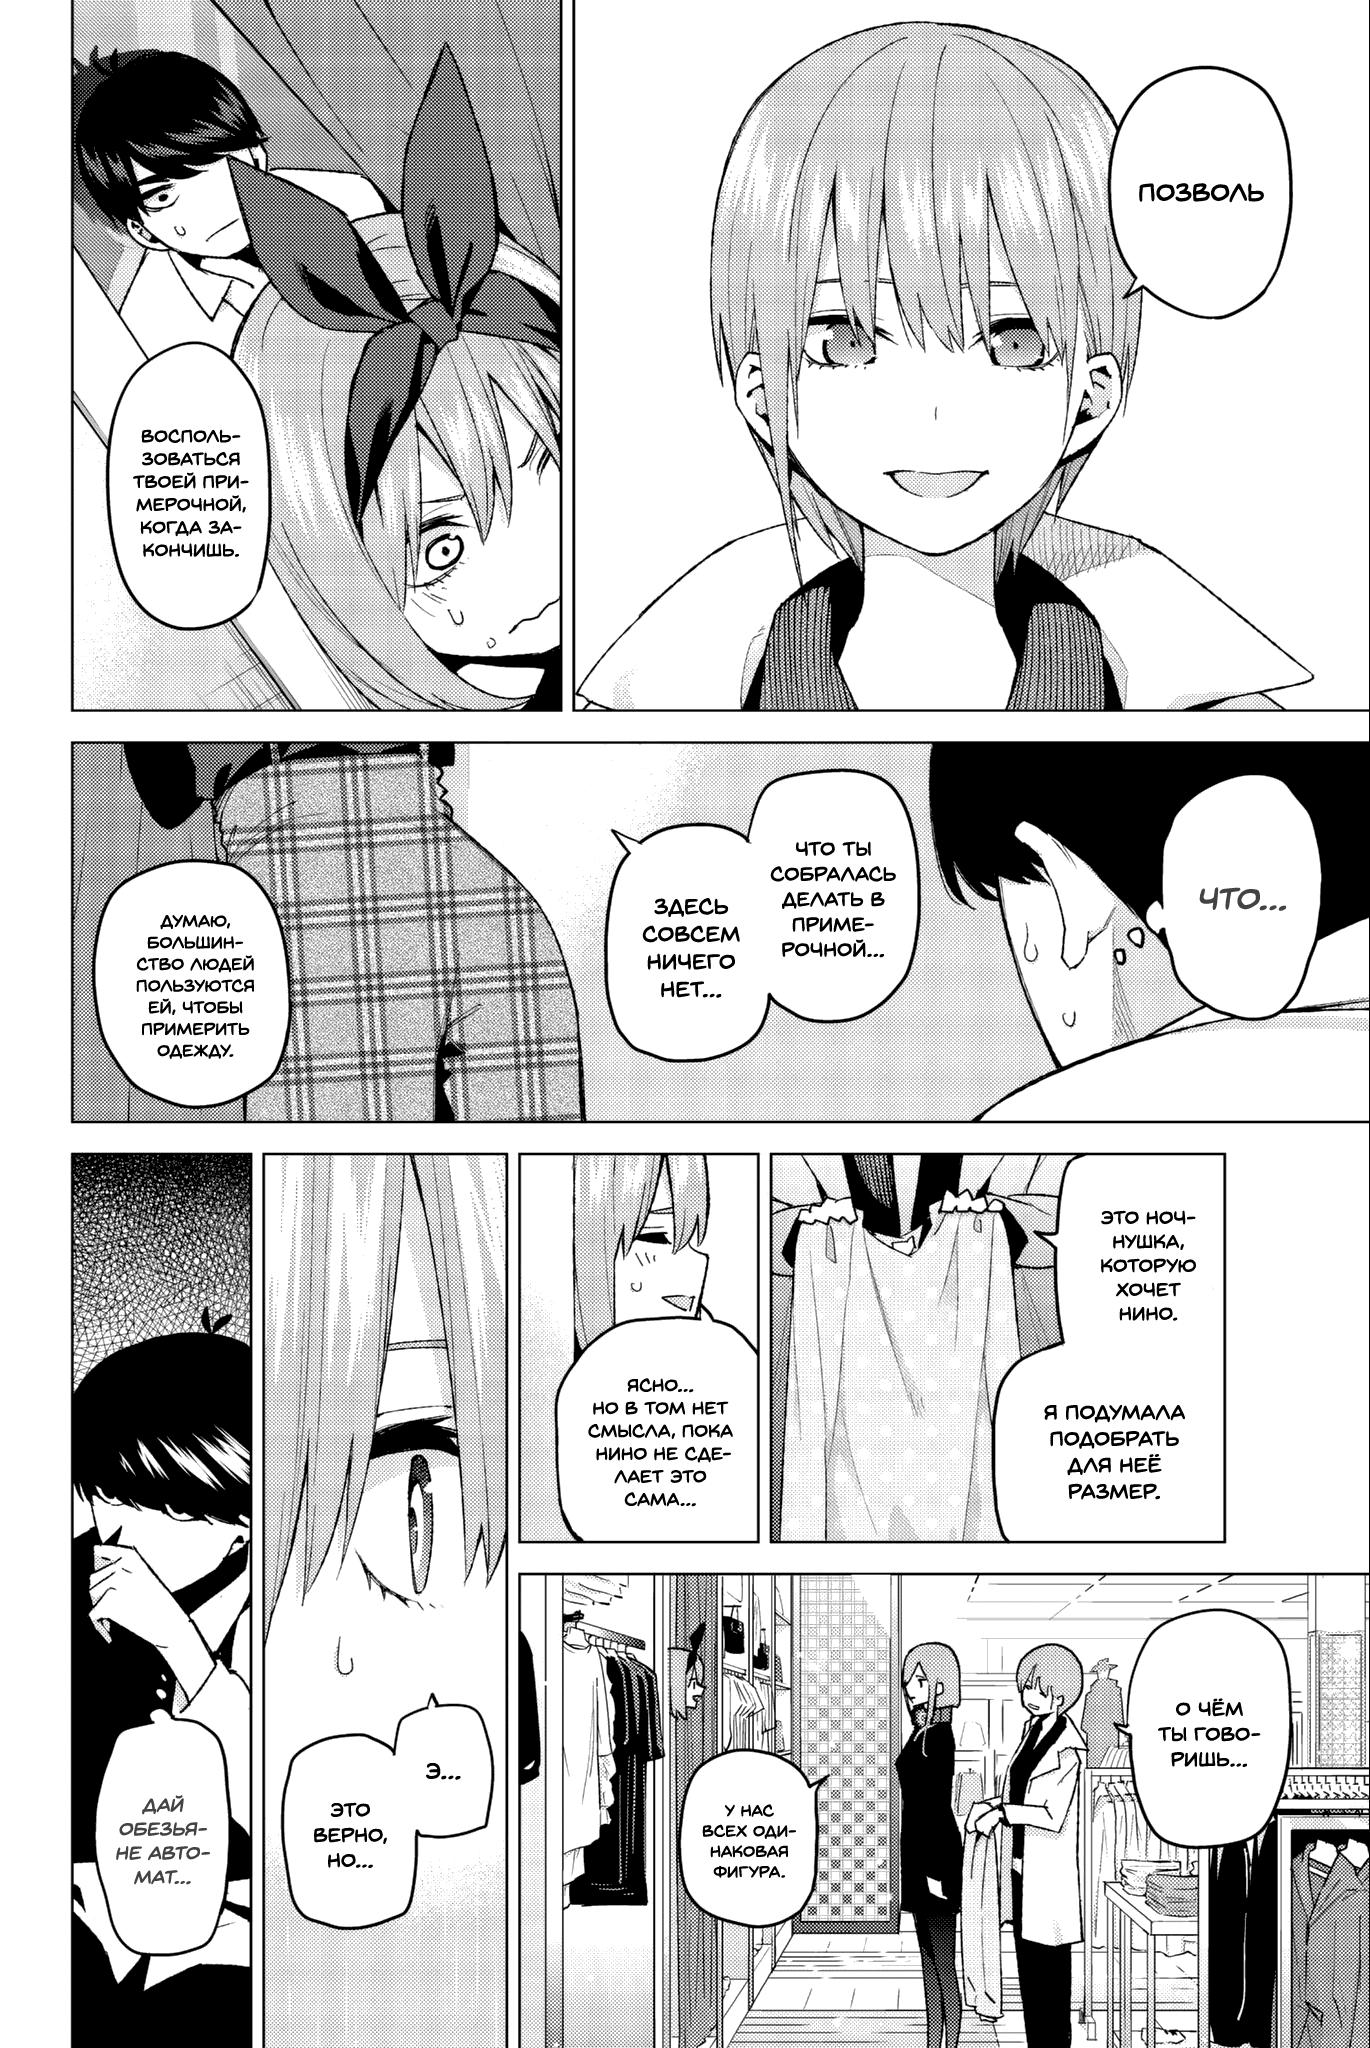 ПОЗВОЛЬ
ВОСПОЛЬ-
ЗОВАТЬСЯ
ТВОЕЙ ПРИ-
МЕРОЧНОЙ,
КОГДА ЗА-
КОНЧИШЬ.
ЧТО...
ЧТО ТЫ
СОБРАЛАСЬ
ДЕЛАТЬ В
ПРИМЕ-
РОЧНОЙ...
ЗДЕСЬ
СОВСЕМ
НИЧЕГО
НЕТ...
ДУМАЮ,
БОЛЬШИН-
СТВО ЛЮДЕЙ
ПОЛЬЗУЮТСЯ
ЕЙ, ЧТОБЫ
ПРИМЕРИТЬ
ОДЕЖДУ.
ЭТО НОЧ-
НУШКА,
КОТОРУЮ
ХОЧЕТ
НИНО.
Я ПОДУМАЛА
ПОДОБРАТЬ
ДЛЯ НЕЁ
РАЗМЕР.
ЯСНО...
НО В ТОМ НЕТ
СМЫСЛА, ПОКА
НИНО НЕ СДЕ-
ЛАЕТ ЭТО
САМА...
О ЧЁМ
ТЫ ГОВО-
РИШЬ...
У НАС
ВСЕХ ОДИ-
НАКОВАЯ
ФИГУРА.
Э...
ЭТО
ВЕРНО,
НО...
ДАЙ
ОБЕЗЬЯ-
НЕ АВТО-
МАТ...